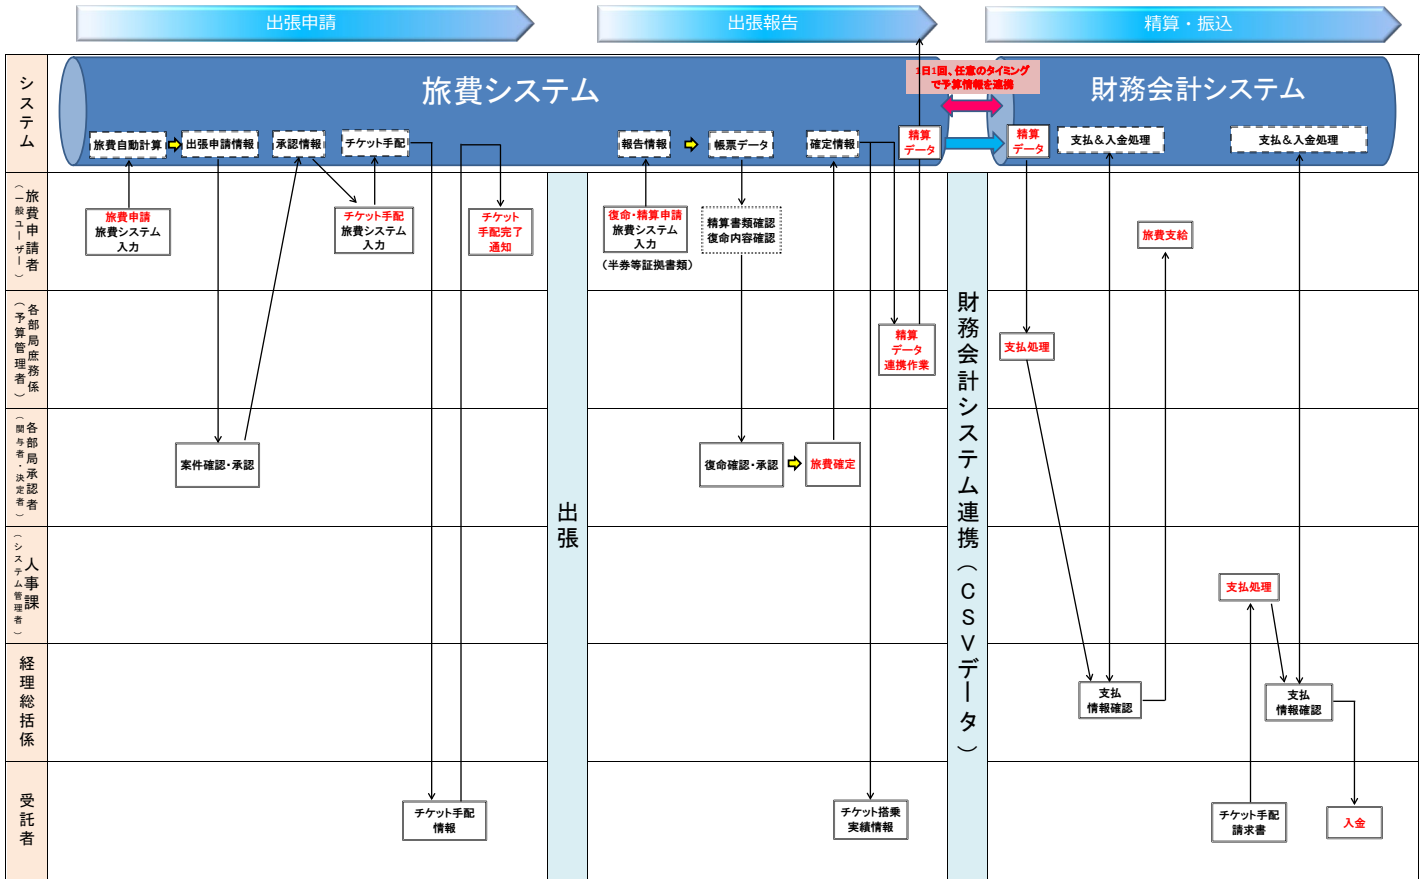 出張申請
出張報告
精算・振込
システム
旅費システム
1日1回、任意のタイミング
で予算情報を連携
財務会計システム
旅費自動計算
出張申請情報
承認情報
チケット手配
報告情報
帳票データ
確定情報
精算
データ
精算
データ
支払&入金処理
支払&入金処理
旅費申請者
（一般ユーザー）
旅費申請
旅費システム
入力
チケット手配
旅費システム
入力
チケット
手配完了
通知
復命・精算申請
旅費システム
入力
（半券等証拠書類）
精算書類確認
復命内容確認
旅費支給
各部局庶務係
（予算管理者）
精算
データ
連携作業
支払処理
各部局承認者
（関与者・決定者）
案件確認・承認
復命確認・承認
旅費確定
出張
財務会計システム連携（CSVデータ）
人事課
（システム管理者）
支払処理
経理総括係
支払
情報確認
支払
情報確認
受託者
チケット手配
情報
チケット搭乗
実績情報
チケット手配
請求書
入金